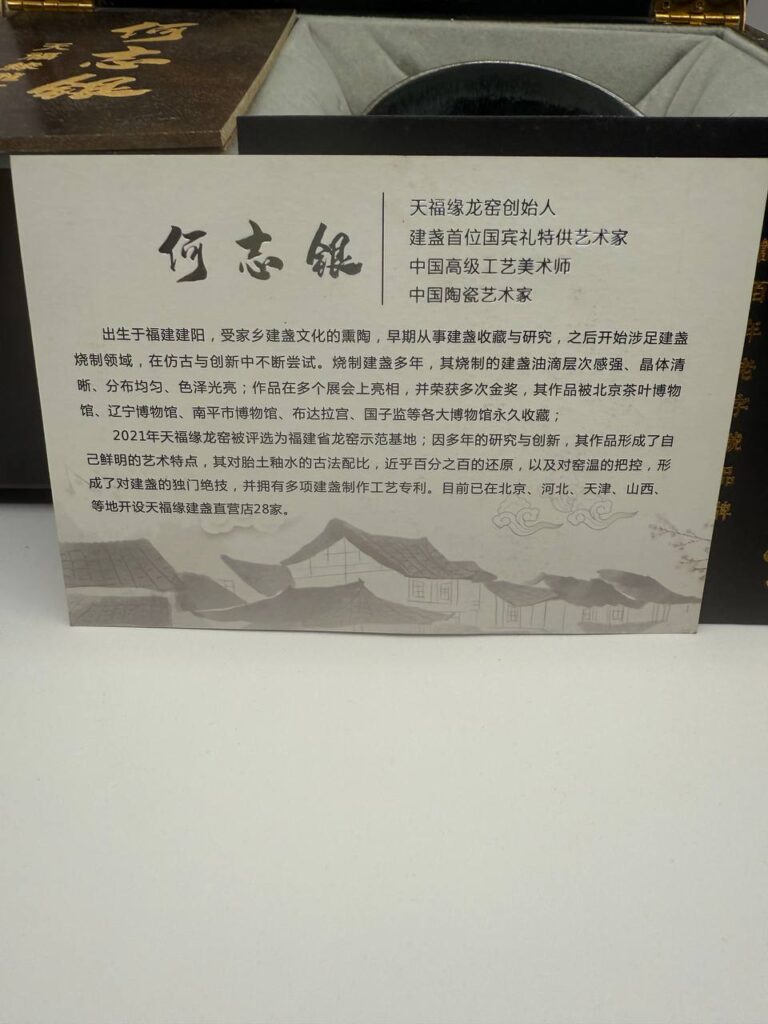 何志
何志银
天福缘龙窑创始人
建盏首位国宾礼特供艺术家
中国高级工艺美术师
中国陶瓷艺术家
出生于福建建阳，受家乡建盏文化的熏陶，早期从事建盏收藏与研究，之后开始涉足建盏
烧制领域，在仿古与创新中不断尝试。烧制建盏多年，其烧制的建盏油滴层次感强、晶体清
晰、分布均匀、色泽光亮；作品在多个展会上亮相，并荣获多次金奖，其作品被北京茶叶博物
馆、辽宁博物馆、南平市博物馆、布达拉宫、国子监等各大博物馆永久收藏；
2021年天福缘龙窑被评选为福建省龙窑示范基地；因多年的研究与创新，其作品形成了自
己鲜明的艺术特点，其对胎土釉水的古法配比，近乎百分之百的还原，以及对窑温的把控，形
成了对建盏的独门绝技，并拥有多项建盏制作工艺专利。目前已在北京、河北、天津、山西、
等地开设天福缘建盏直营店28家。
百年老字號品牌